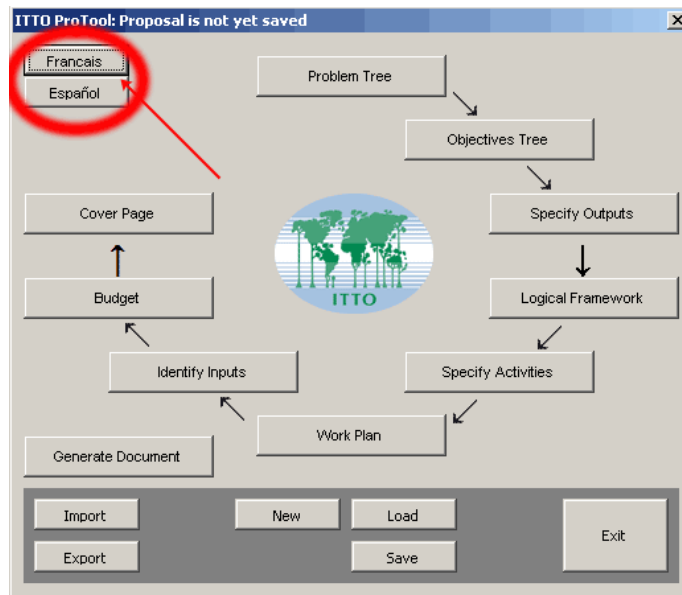 ITTO ProTool: Proposal is not yet saved
Francais
Español
Problem Tree
Objectives Tree
Cover Page
Specify Outputs
ITTO
Budget
Logical Framework
Identify Inputs
Specify Activities
Work Plan
Generate Document
Import
New
Load
Exit
Export
Save